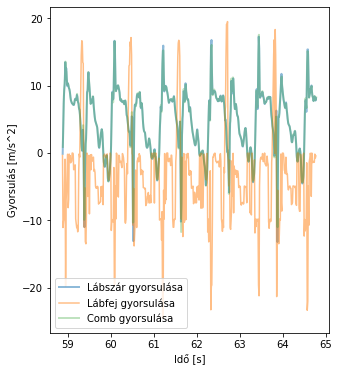 20
10
0
−10
−20
Gyorsulás [m/s^2]
Lábszár gyorsulása
Lábfej gyorsulása
Comb gyorsulása
59 60 61 62 63 64 65
Idő [s]